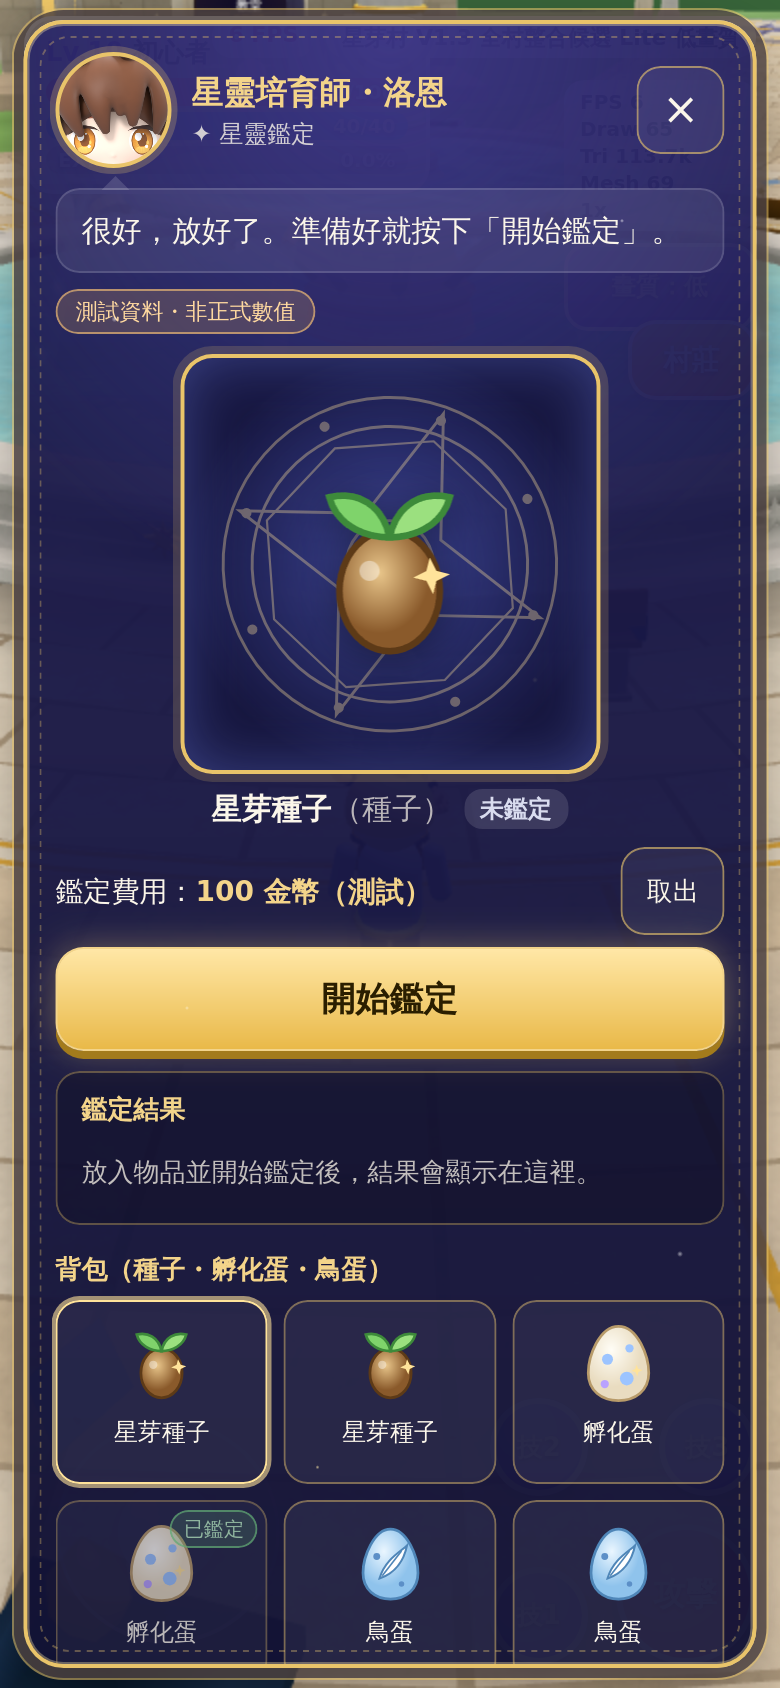 星靈培育師・洛恩
✦ 星靈鑑定
很好，放好了。準備好就按下「開始鑑定」。
測試資料・非正式數值
村莊
星芽種子（種子） 未鑑定
鑑定費用：100 金幣（測試）
取出
開始鑑定
鑑定結果
放入物品並開始鑑定後，結果會顯示在這裡。
背包（種子・孵化蛋・鳥蛋）
星芽種子 星芽種子 孵化蛋
已鑑定
孵化蛋 鳥蛋 鳥蛋